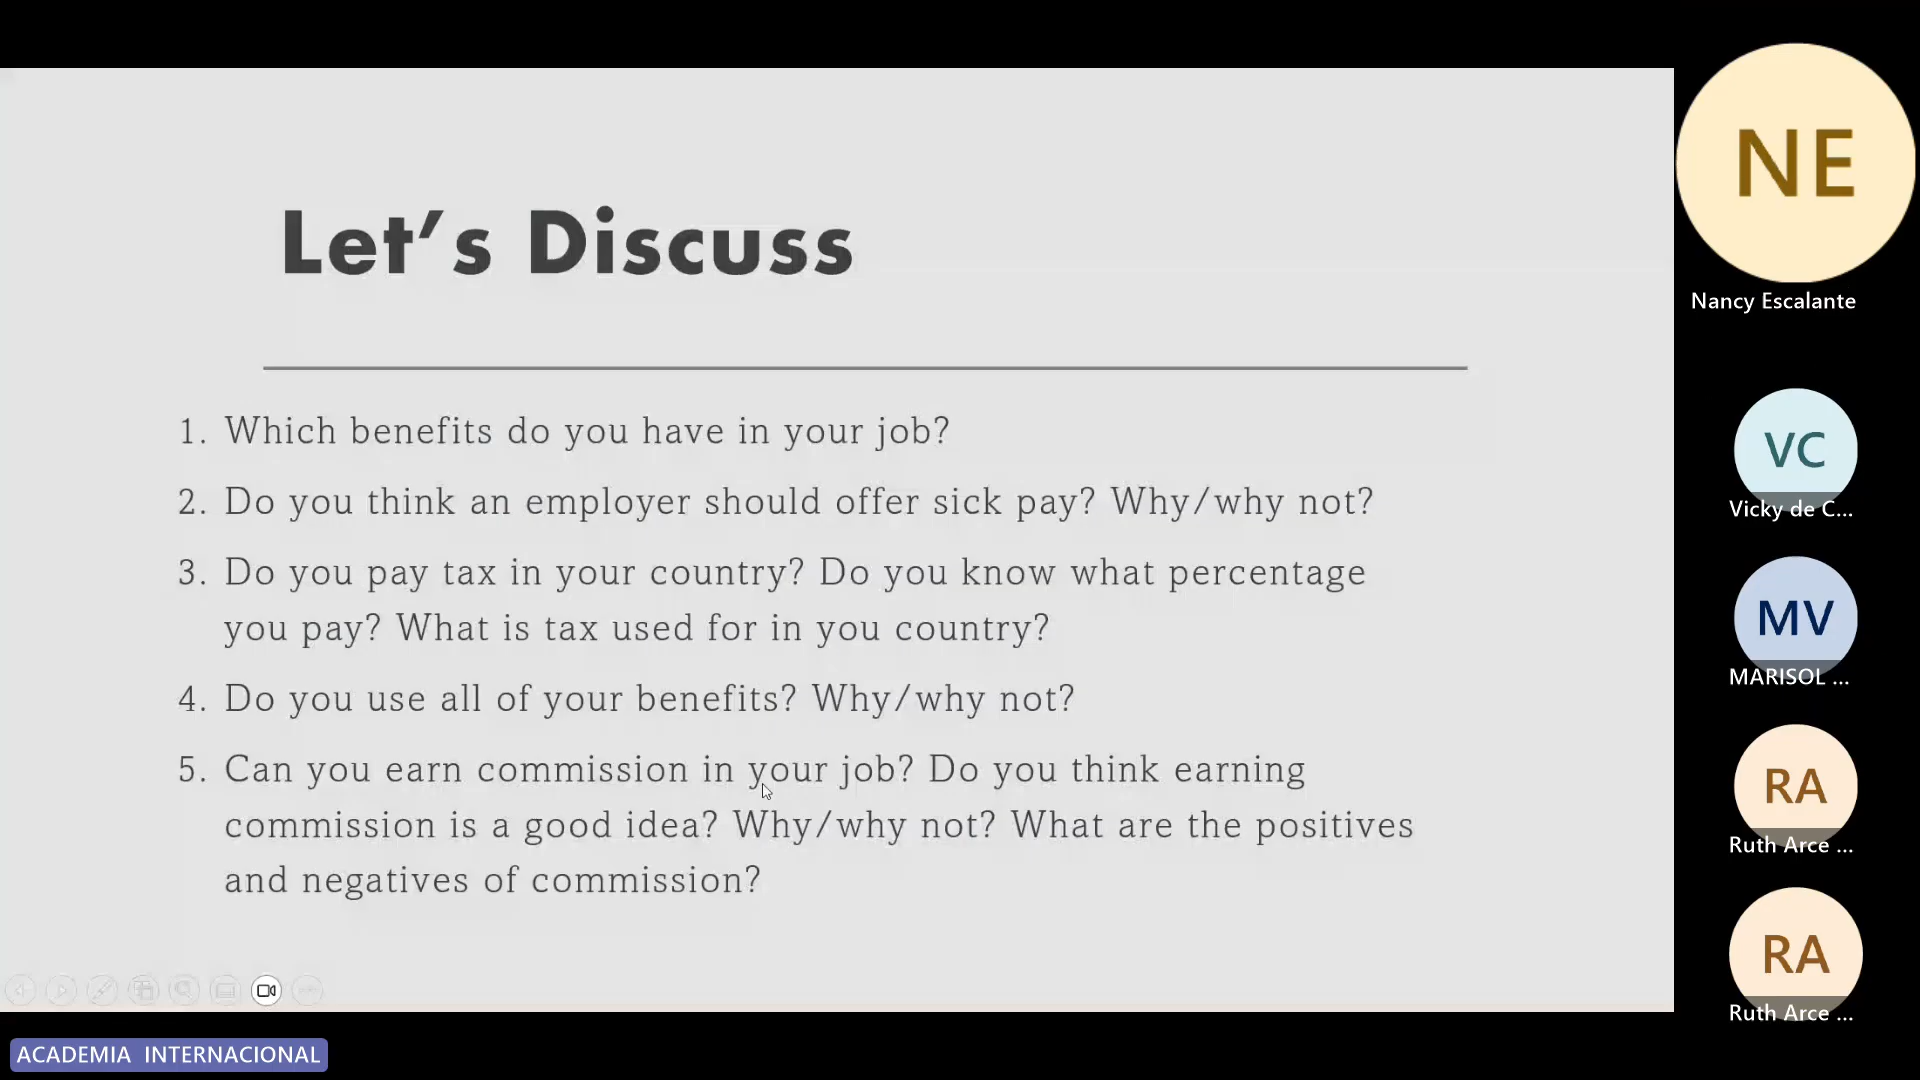 Let's Discuss
1. Which benefits do you have in your job?
2. Do you think an employer should offer sick pay? Why/why not?
3. Do you pay tax in your country? Do you know what percentage
you pay? What is tax used for in you country?
4. Do you use all of your benefits? Why/why not?
5. Can you earn commission in your job? Do you think earning
commission is a good idea? Why/why not? What are the positives
and negatives of commission?
NE
Nancy Escalante
VC
Vicky de C...
MV
MARISOL ...
RA
Ruth Arce ...
RA
Ruth Arce ...
ACADEMIA INTERNACIONAL